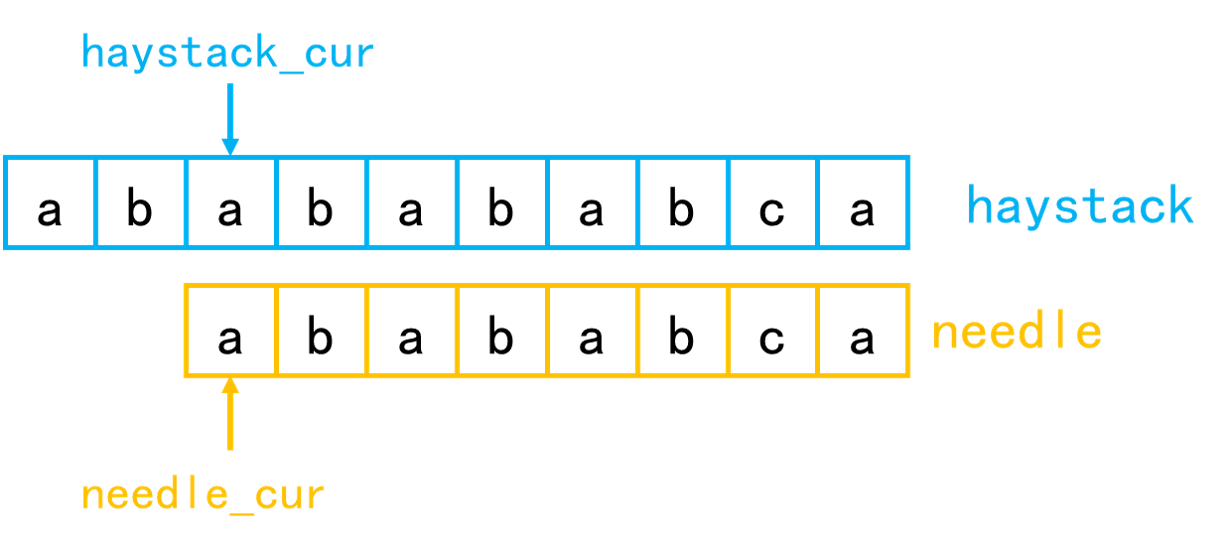 haystack_cur
a b a b a b a b c a haystack
a b a b a b c a needle
needle_cur